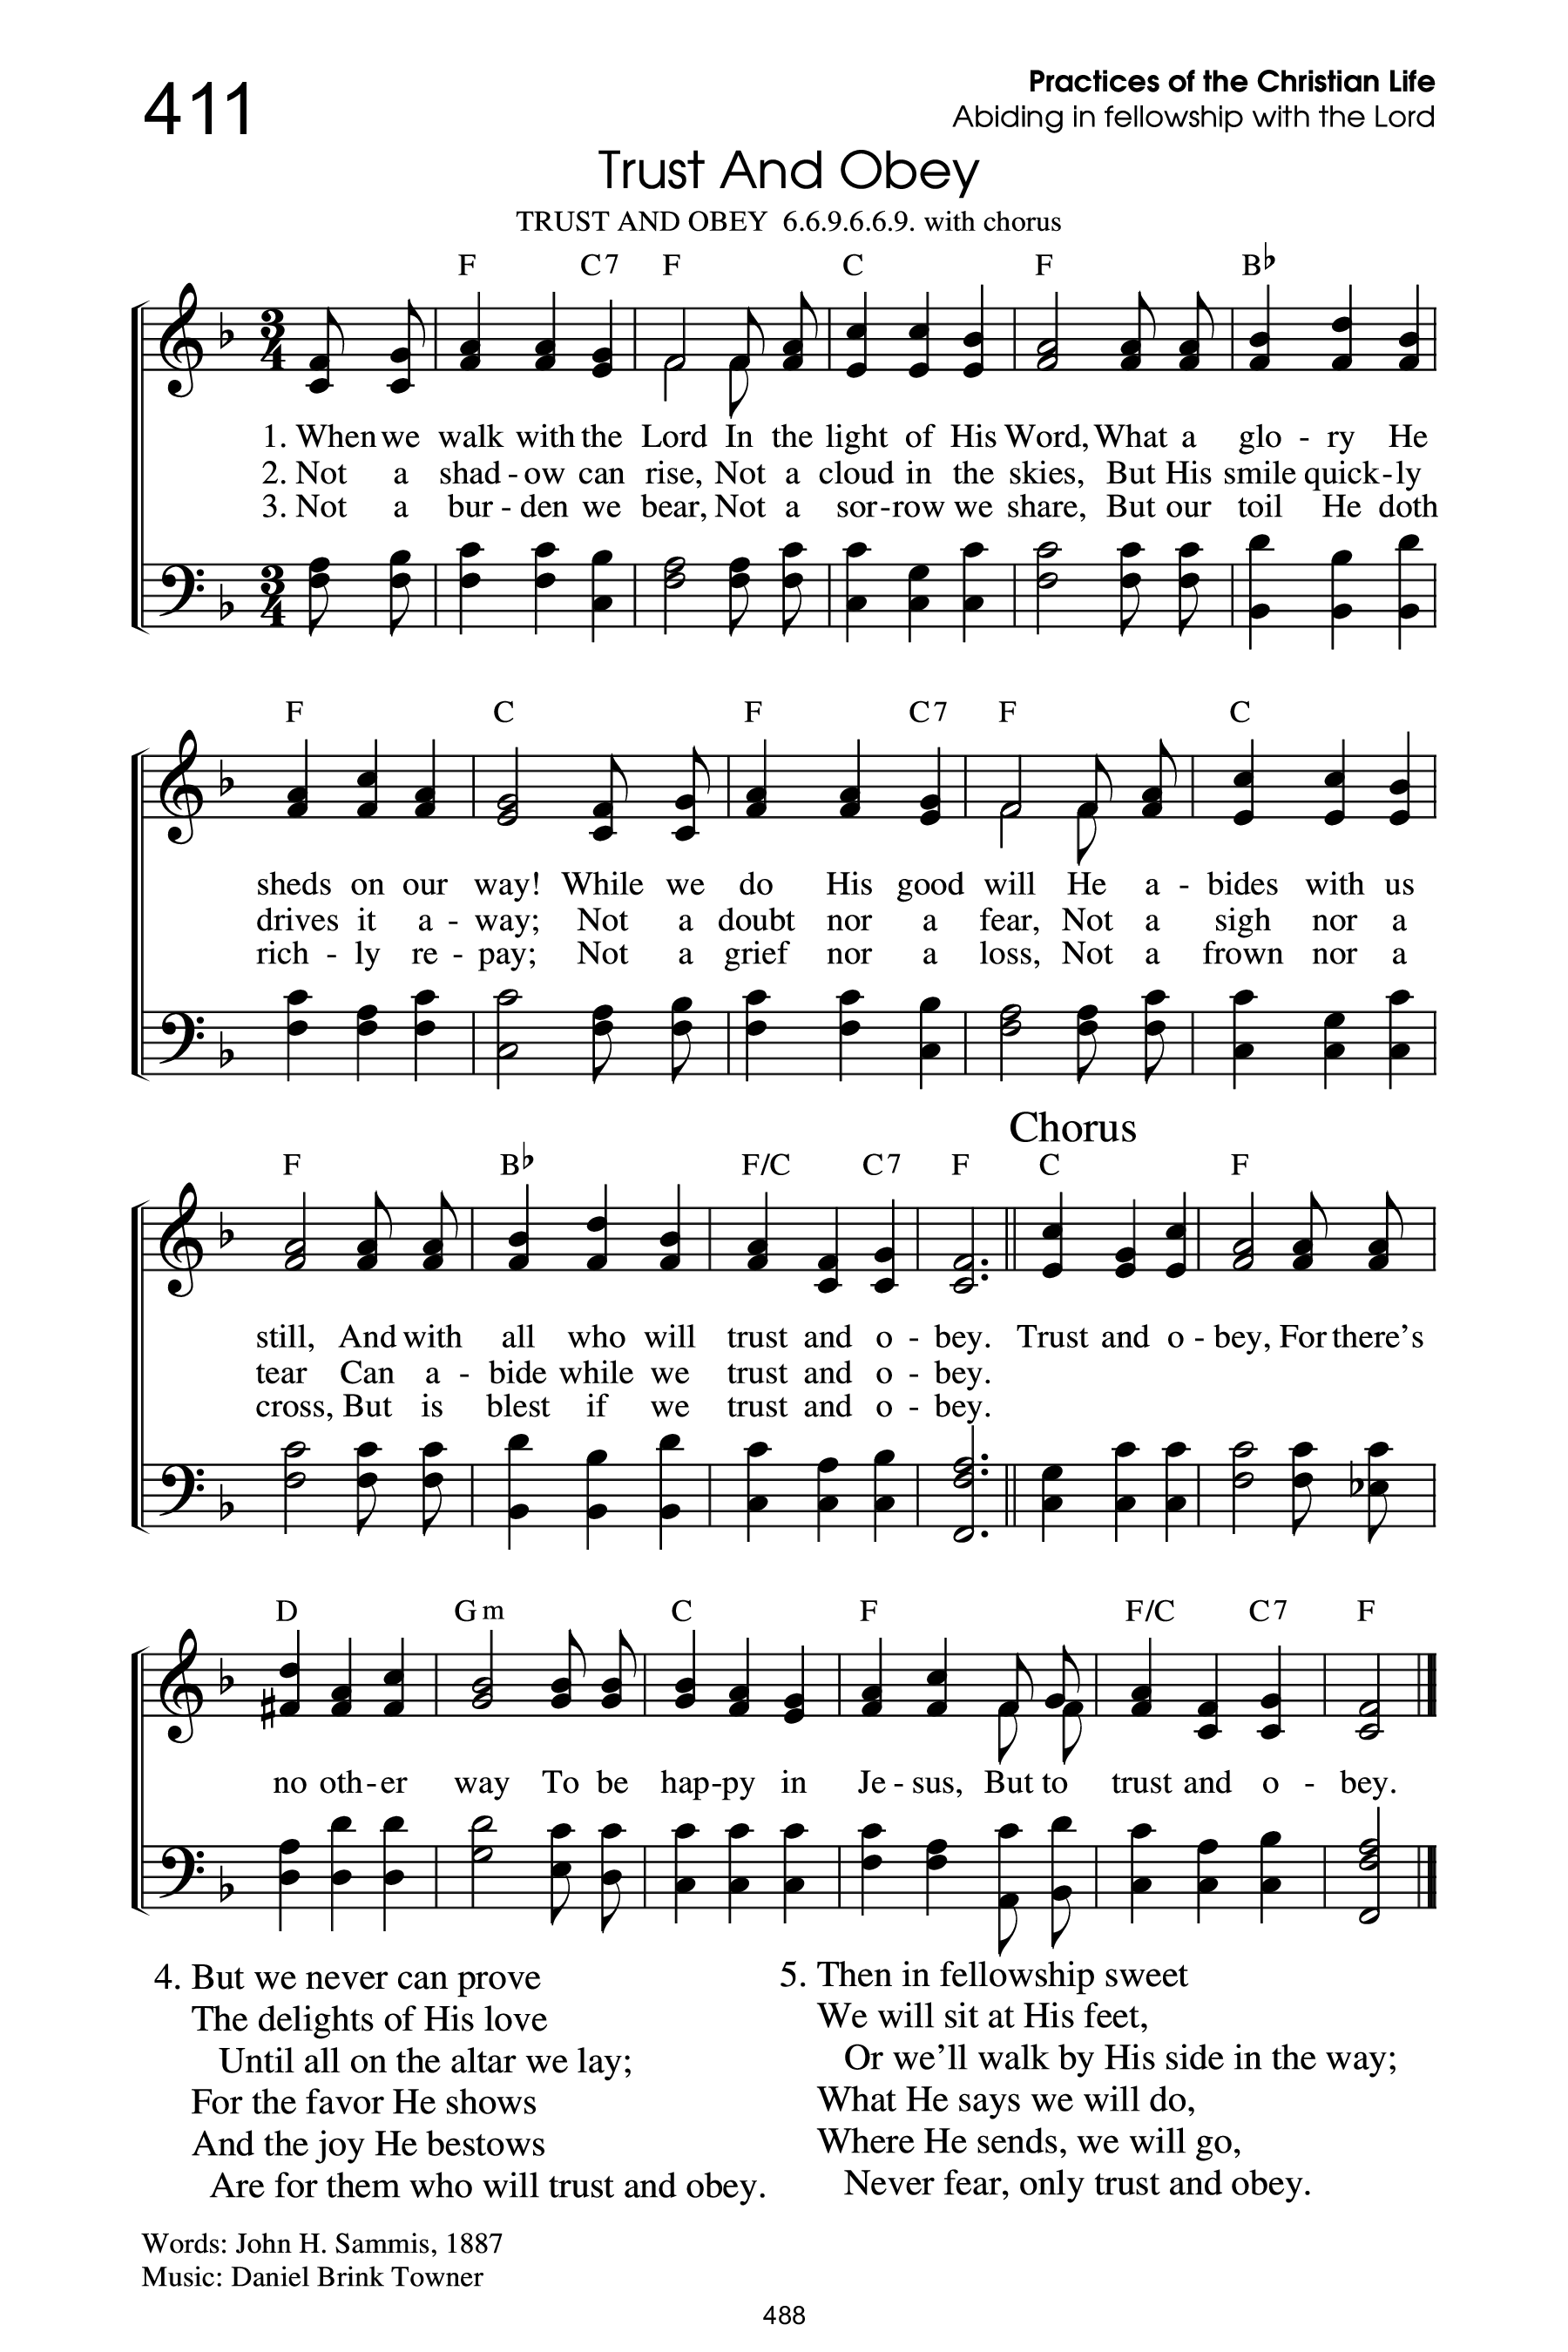 411
Practices of the Christian Life
Abiding in fellowship with the Lord
Trust And Obey
TRUST AND OBEY 6.6.9.6.6.9. with chorus
F C7 F C F B♭
1. When we walk with the Lord In the light of His Word, What a glo - ry He
2. Not a shad - ow can rise, Not a cloud in the skies, But His smile quick - ly
3. Not a bur - den we bear, Not a sor - row we share, But our toil He doth
F C F C7 F C
sheds on our way! While we do His good will He a - bides with us
drives it a - way; Not a doubt nor a fear, Not a sigh nor a
rich - ly re - pay; Not a grief nor a loss, Not a frown nor a
Chorus
F B♭ F/C C7 F C F
still, And with all who will trust and o - bey. Trust and o - bey, For there's
tear Can a - bide while we trust and o - bey.
cross, But is blest if we trust and o - bey.
D Gm C F F/C C7 F
no oth - er way To be hap - py in Je - sus, But to trust and o - bey.
4. But we never can prove
The delights of His love
Until all on the altar we lay;
For the favor He shows
And the joy He bestows
Are for them who will trust and obey.
5. Then in fellowship sweet
We will sit at His feet,
Or we'll walk by His side in the way;
What He says we will do,
Where He sends, we will go,
Never fear, only trust and obey.
Words: John H. Sammis, 1887
Music: Daniel Brink Towner
488